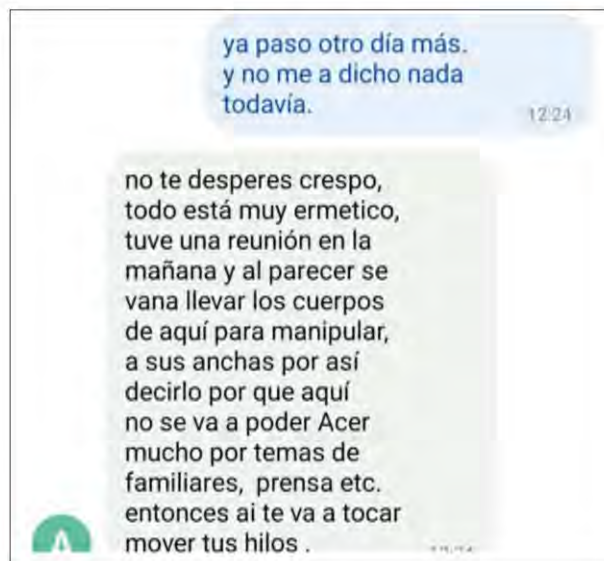 ya paso otro día más.
y no me a dicho nada
todavía.
12:24
no te desperes crespo,
todo está muy ermetico,
tuve una reunión en la
mañana y al parecer se
vana llevar los cuerpos
de aquí para manipular,
a sus anchas por así
decirlo por que aquí
no se va a poder Acer
mucho por temas de
familiares, prensa etc.
entonces ai te va a tocar
A mover tus hilos .